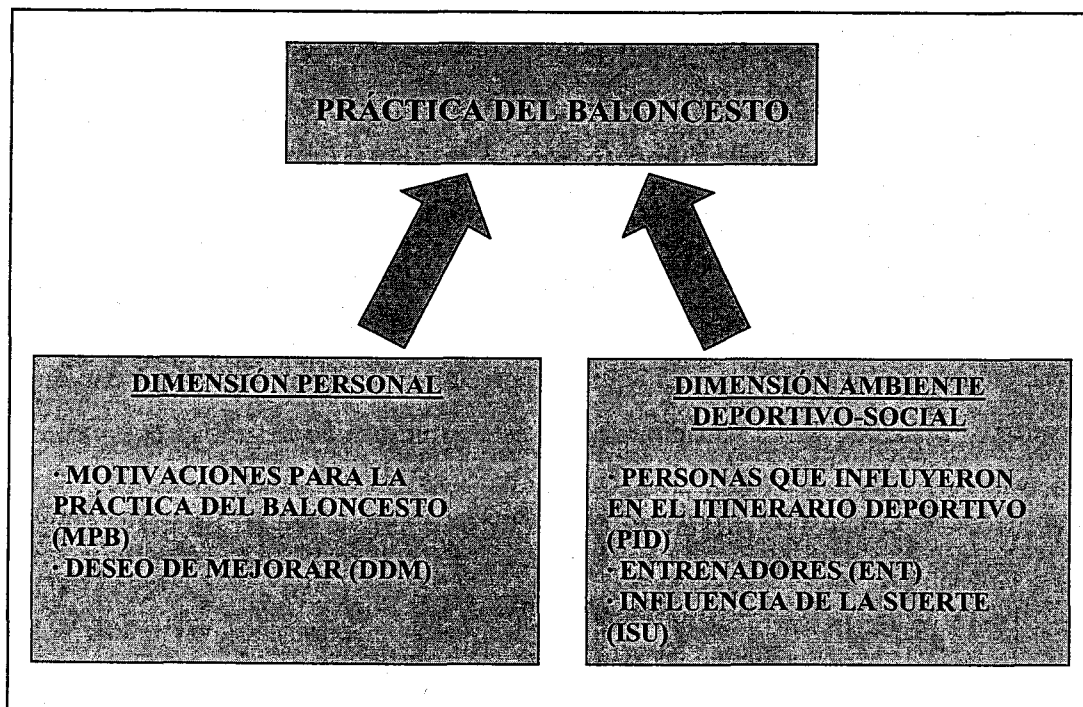 PRÁCTICA DEL BALONCESTO
DIMENSIÓN PERSONAL
· MOTIVACIONES PARA LA
PRÁCTICA DEL BALONCESTO
(MPB)
· DESEO DE MEJORAR (DDM)
DIMENSIÓN AMBIENTE
DEPORTIVO-SOCIAL
· PERSONAS QUE INFLUYERON
EN EL ITINERARIO DEPORTIVO
(PID)
· ENTRENADORES (ENT)
· INFLUENCIA DE LA SUERTE
(ISU)